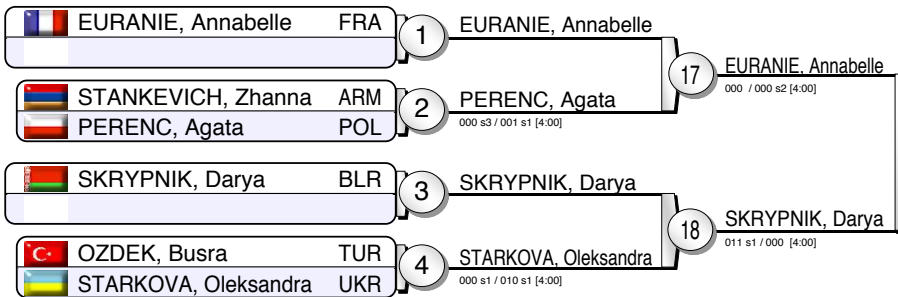 EURANIE, Annabelle FRA
1
EURANIE, Annabelle
17
EURANIE, Annabelle
000 / 000 s2 [4:00]
STANKEVICH, Zhanna ARM
PERENC, Agata POL
2
PERENC, Agata
000 s3 / 001 s1 [4:00]
SKRYPNIK, Darya BLR
3
SKRYPNIK, Darya
18
SKRYPNIK, Darya
011 s1 / 000 [4:00]
OZDEK, Busra TUR
STARKOVA, Oleksandra UKR
4
STARKOVA, Oleksandra
000 s1 / 010 s1 [4:00]